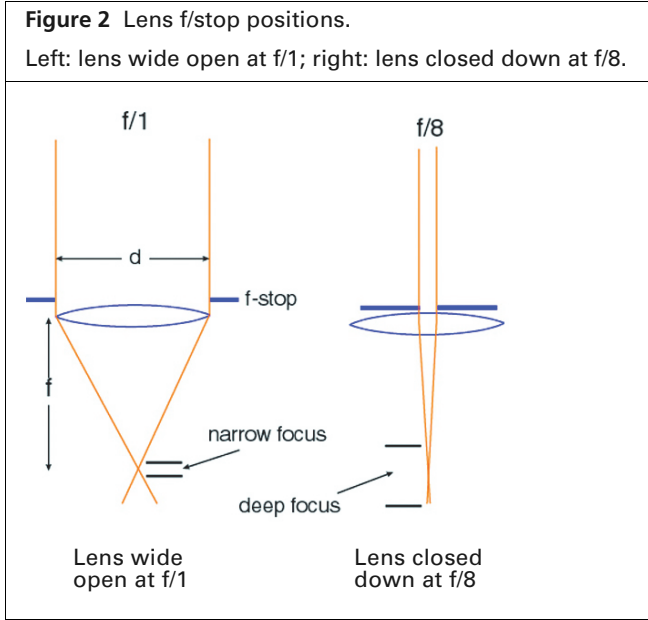 Figure 2 Lens f/stop positions.
Left: lens wide open at f/1; right: lens closed down at f/8.
f/1
f/8
d
f-stop
f
narrow focus
deep focus
Lens wide
open at f/1
Lens closed
down at f/8